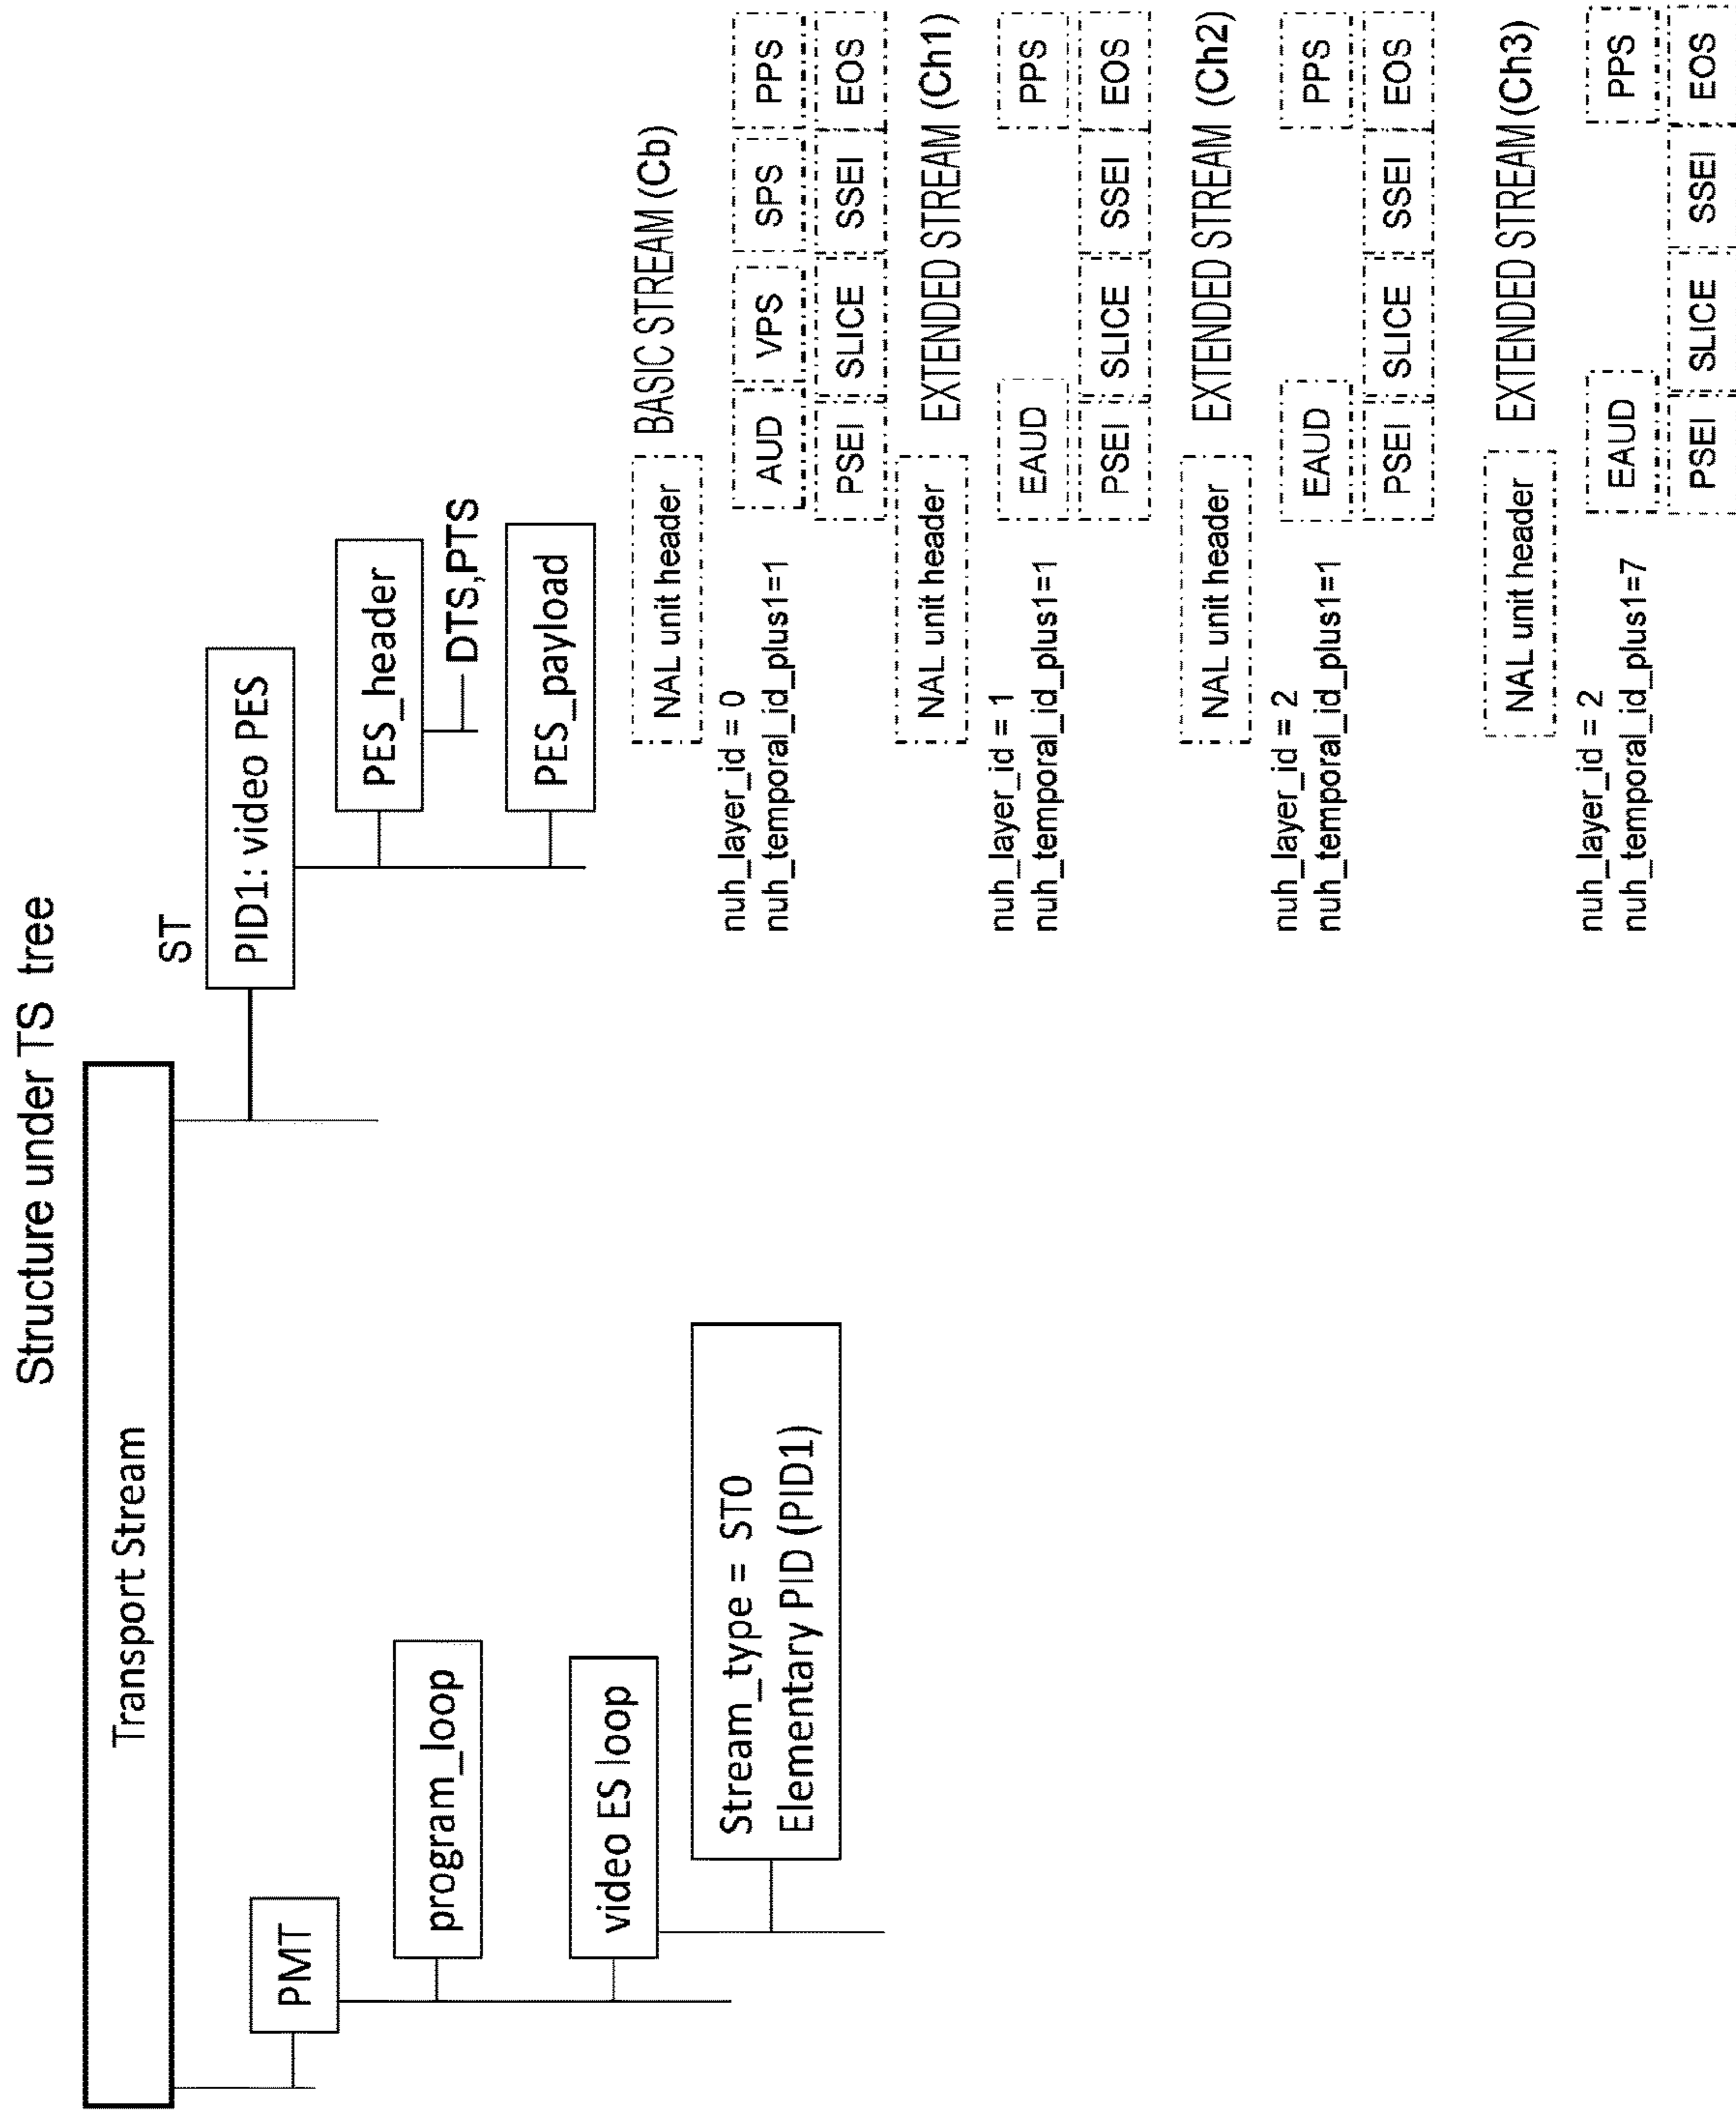 Structure under TS tree
Transport Stream
PMT
program_loop
video ES loop
Stream_type = ST0
Elementary PID (PID1)
ST
PID1: video PES
PES_header
DTS,PTS
PES_payload
NAL unit header BASIC STREAM (Cb)
nuh_layer_id = 0
nuh_temporal_id_plus1=1
AUD VPS SPS PPS
PSEI SLICE SSEI EOS
NAL unit header EXTENDED STREAM (Ch1)
nuh_layer_id = 1
nuh_temporal_id_plus1=1
EAUD PPS
PSEI SLICE SSEI EOS
NAL unit header EXTENDED STREAM (Ch2)
nuh_layer_id = 2
nuh_temporal_id_plus1=1
EAUD PPS
PSEI SLICE SSEI EOS
NAL unit header EXTENDED STREAM (Ch3)
nuh_layer_id = 2
nuh_temporal_id_plus1=7
EAUD PPS
PSEI SLICE SSEI EOS